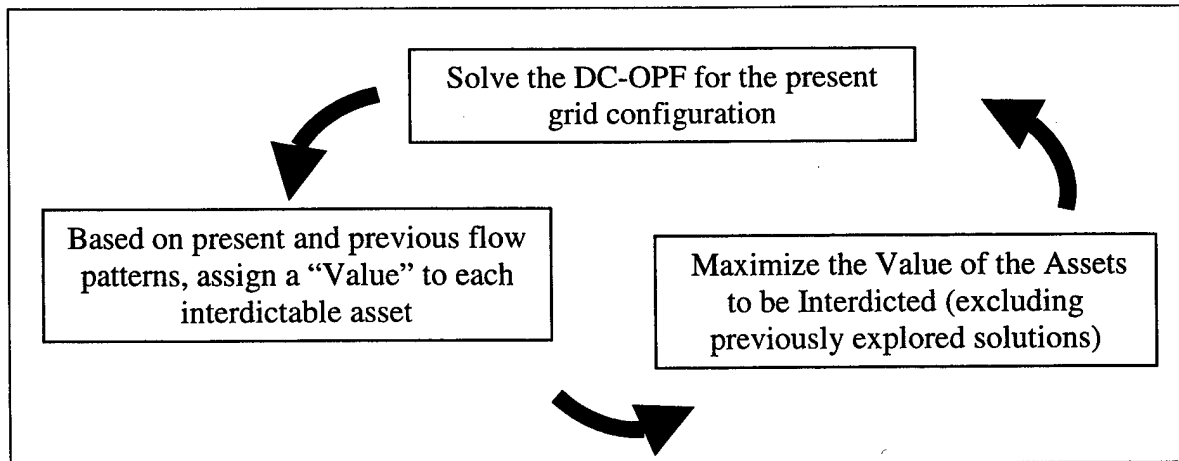 Solve the DC-OPF for the present
grid configuration
Based on present and previous flow
patterns, assign a “Value” to each
interdictable asset
Maximize the Value of the Assets
to be Interdicted (excluding
previously explored solutions)